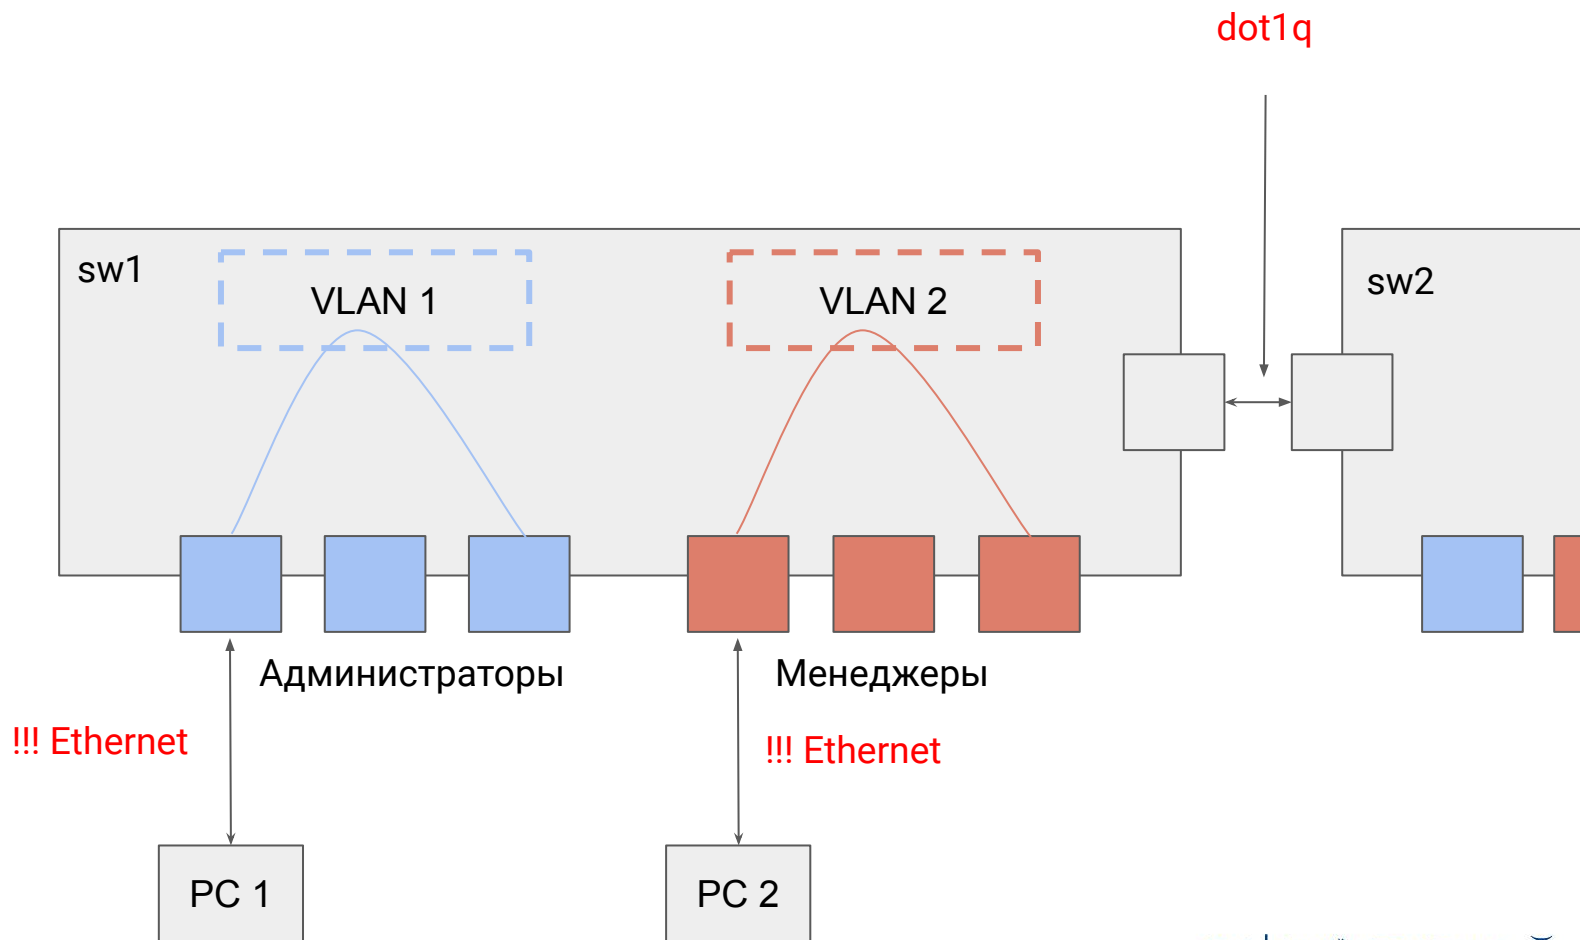 dot1q
sw1
VLAN 1
VLAN 2
sw2
Администраторы
Менеджеры
!!! Ethernet
!!! Ethernet
PC 1
PC 2